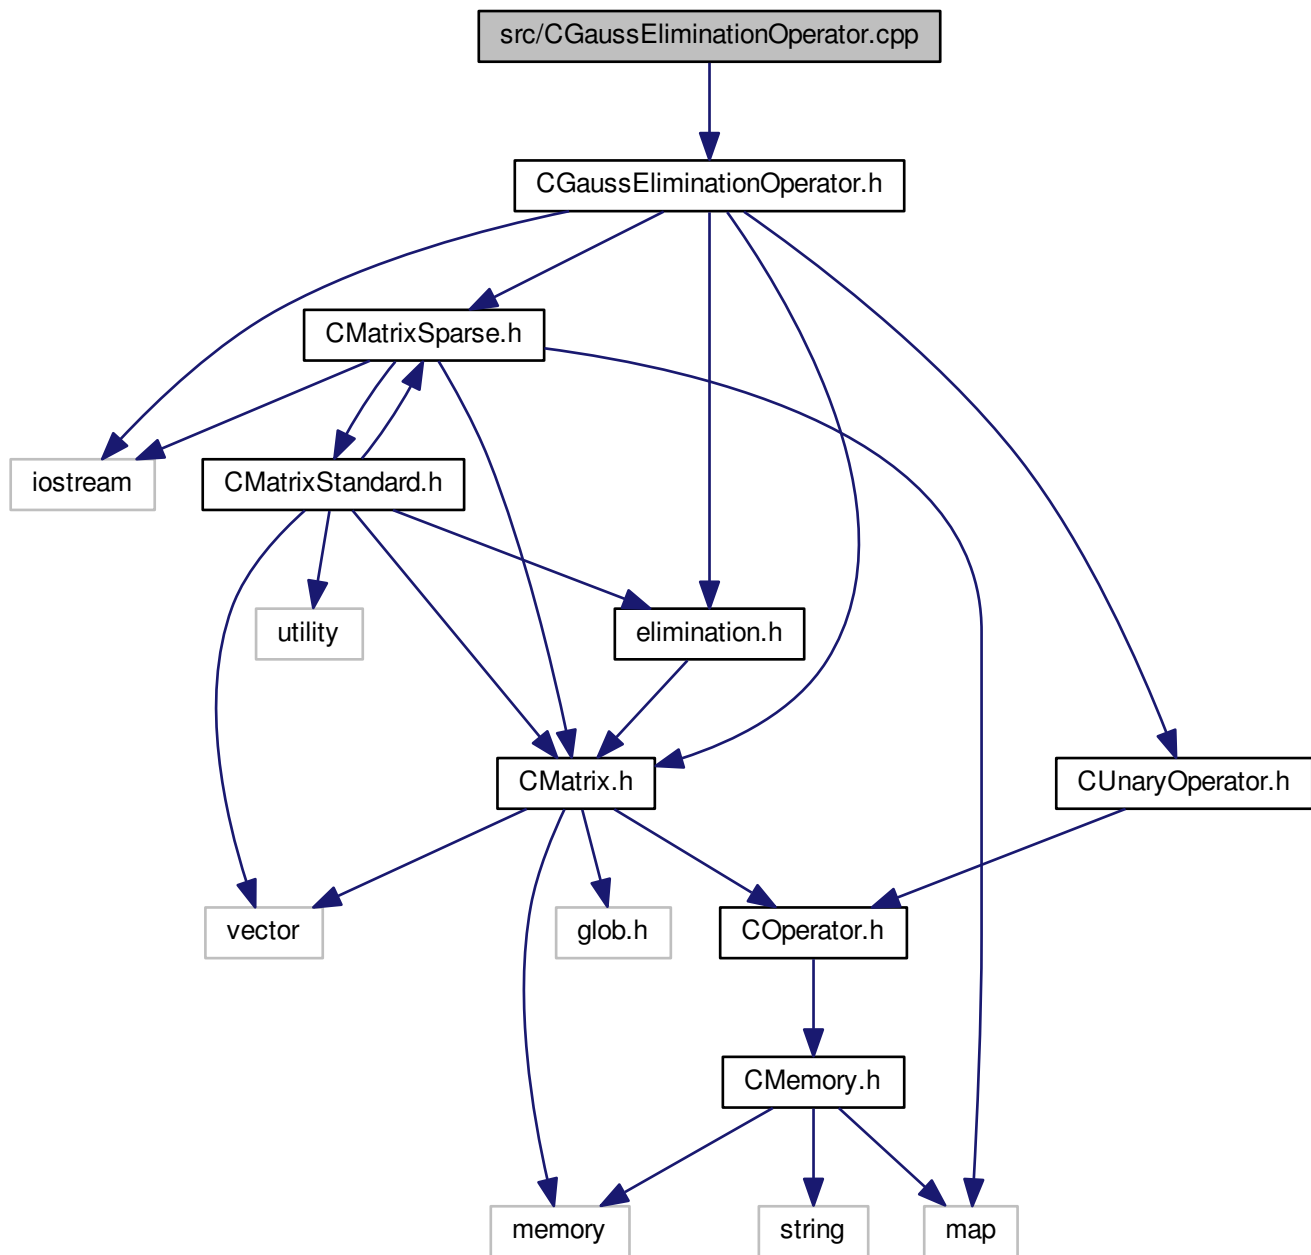 src/CGaussEliminationOperator.cpp
CGaussEliminationOperator.h
CMatrixSparse.h
iostream
CMatrixStandard.h
utility
elimination.h
CMatrix.h
CUnaryOperator.h
vector
glob.h
COperator.h
CMemory.h
memory
string
map